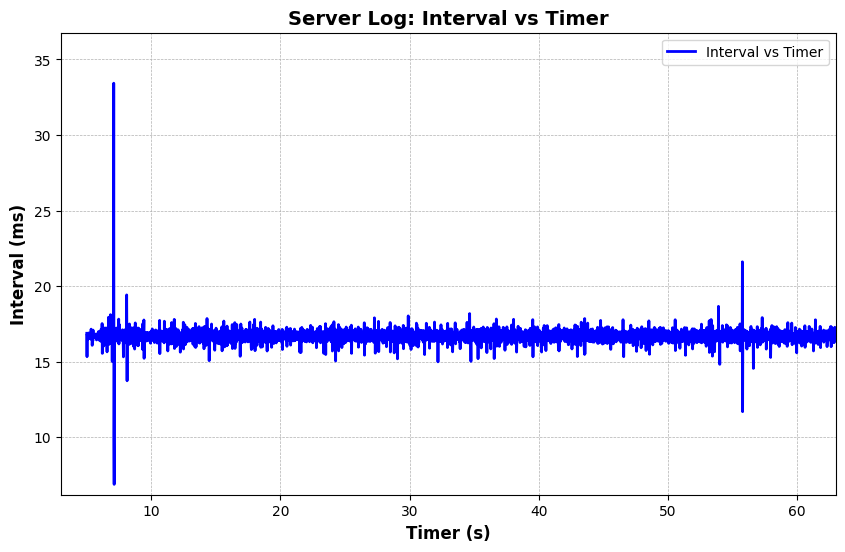 Server Log: Interval vs Timer
Interval vs Timer
35
30
25
20
15
10
Interval (ms)
10 20 30 40 50 60
Timer (s)